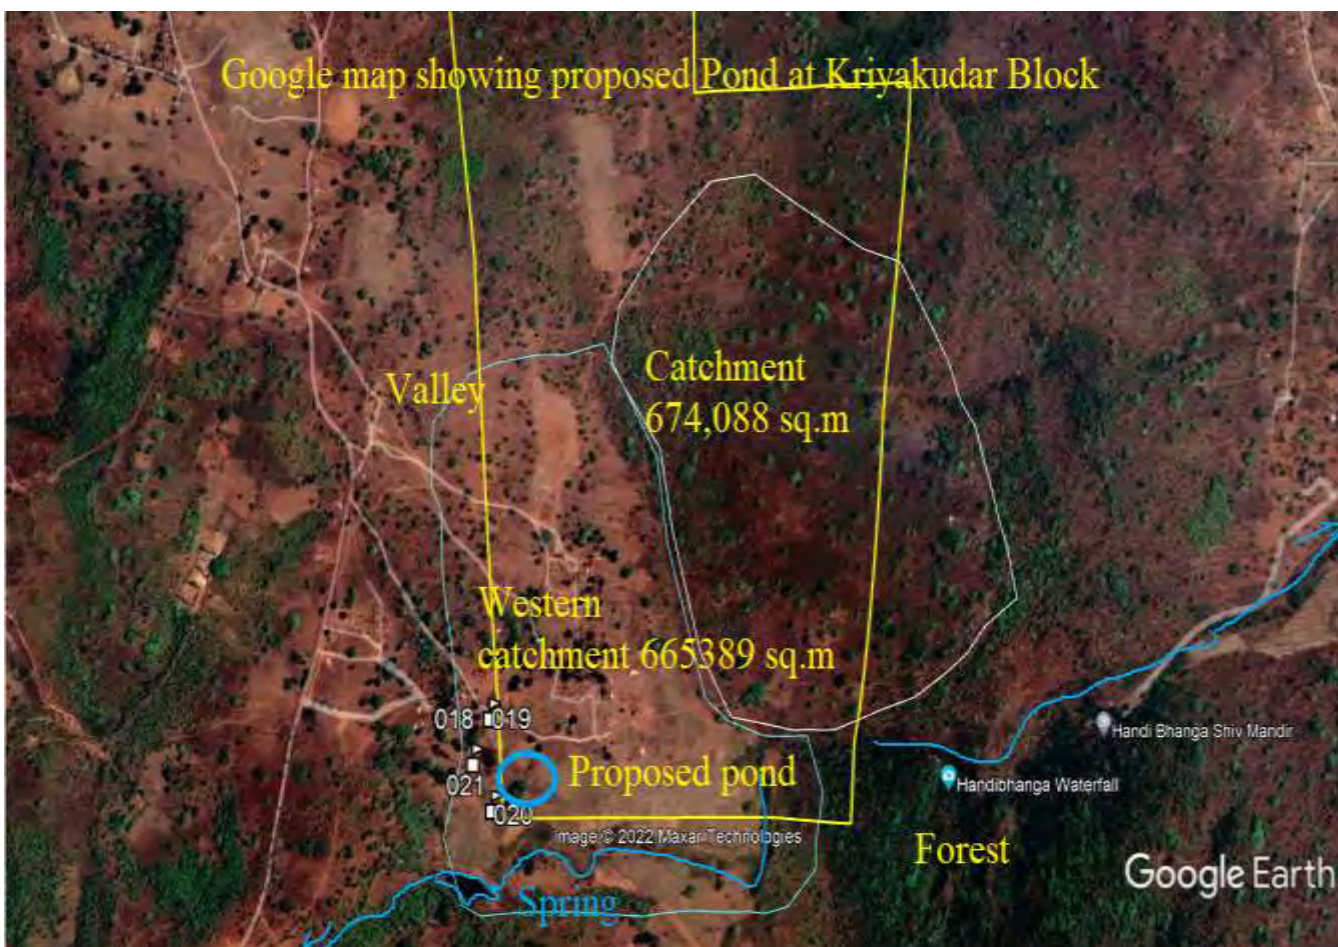 Google map showing proposed Pond at Kriyakudar Block
Catchment
674,088 sq.m
Valley
Western
catchment 665389 sq.m
018
019
Handi Bhanga Shiv Mandir
021
Proposed pond
Handibhanga Waterfall
020
Image © 2022 Maxar Technologies
Forest
Google Earth
Spring